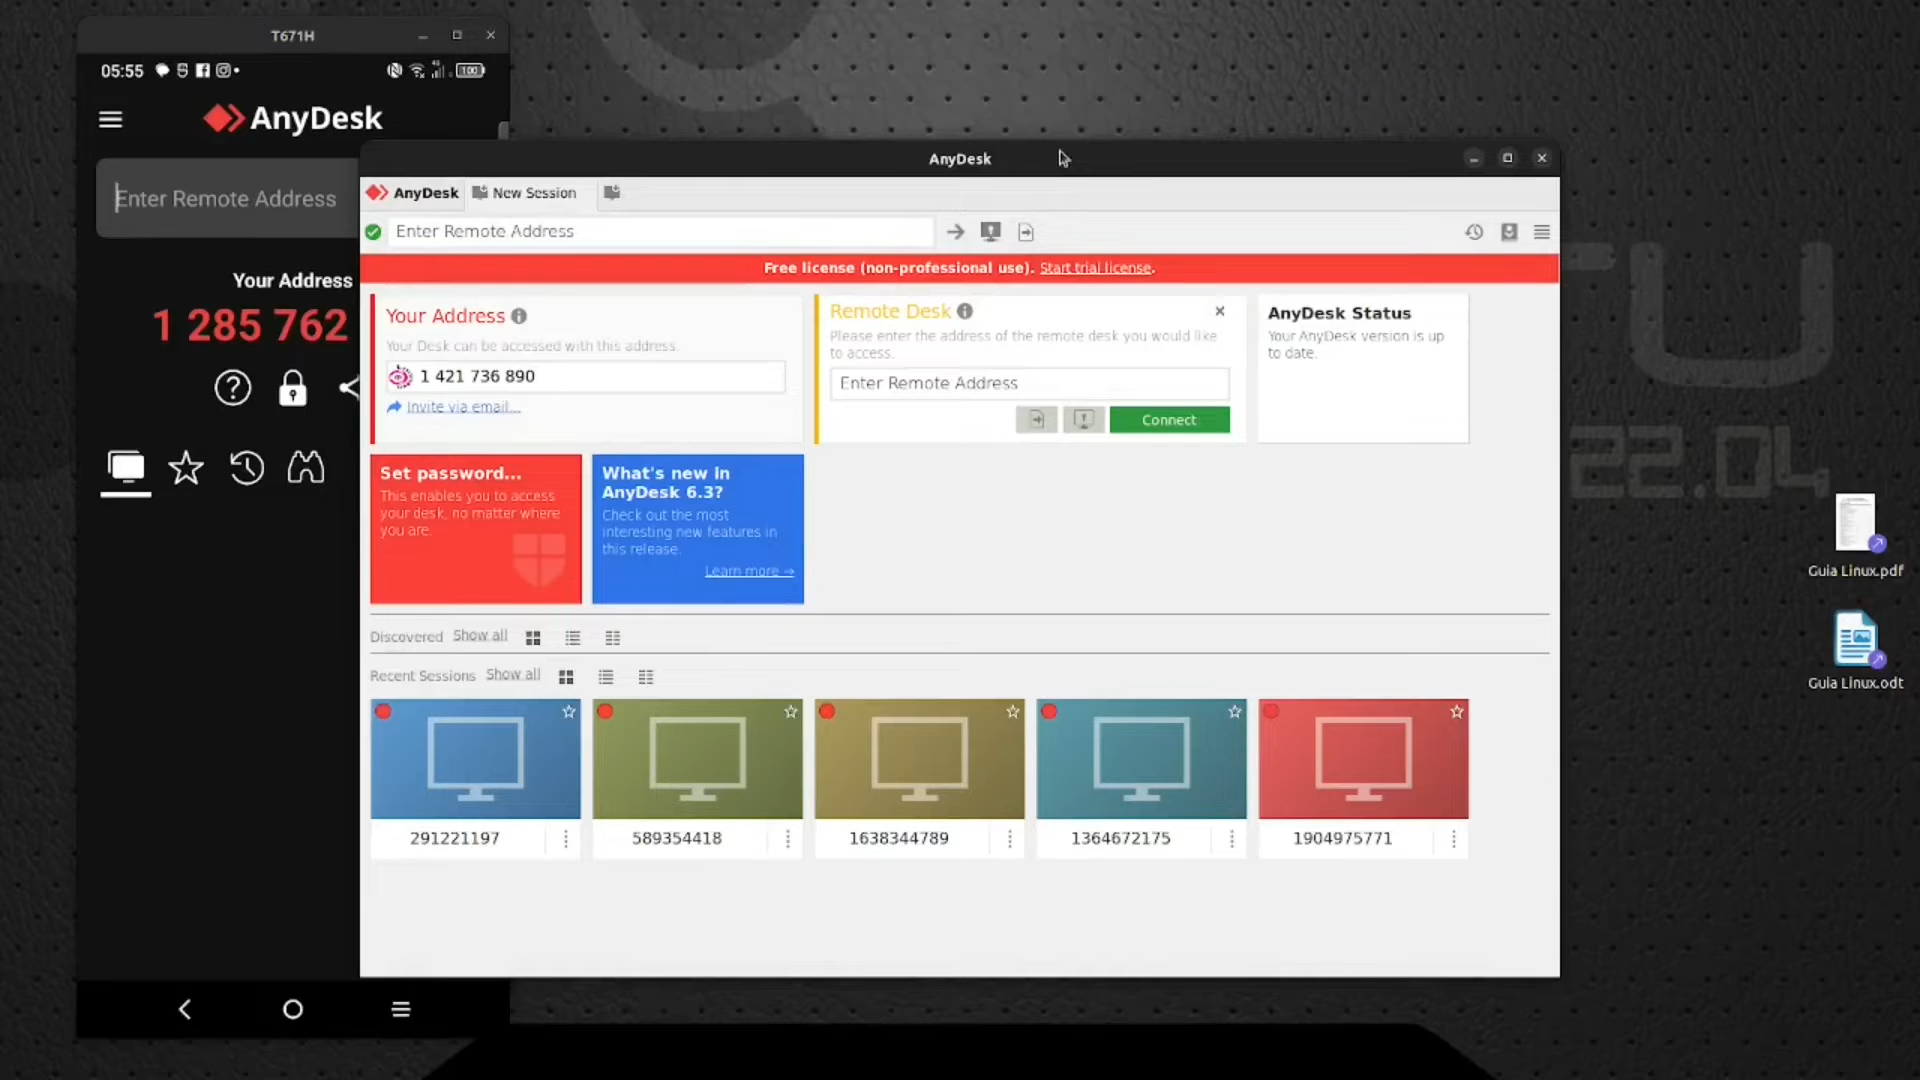 T671H
05:55
100
AnyDesk
Enter Remote Address
Your Address
1 285 762
AnyDesk
AnyDesk
New Session
Enter Remote Address
Free license (non-professional use). Start trial license.
Your Address
Your Desk can be accessed with this address.
1 421 736 890
Invite via email...
Remote Desk
Please enter the address of the remote desk you would like
to access.
Enter Remote Address
Connect
AnyDesk Status
Your AnyDesk version is up
to date.
Set password...
This enables you to access
your desk, no matter where
you are.
What's new in
AnyDesk 6.3?
Check out the most
interesting new features in
this release.
Learn more →
Discovered Show all
Recent Sessions Show all
291221197
589354418
1638344789
1364672175
1904975771
22.04
Guia Linux.pdf
Guia Linux.odt